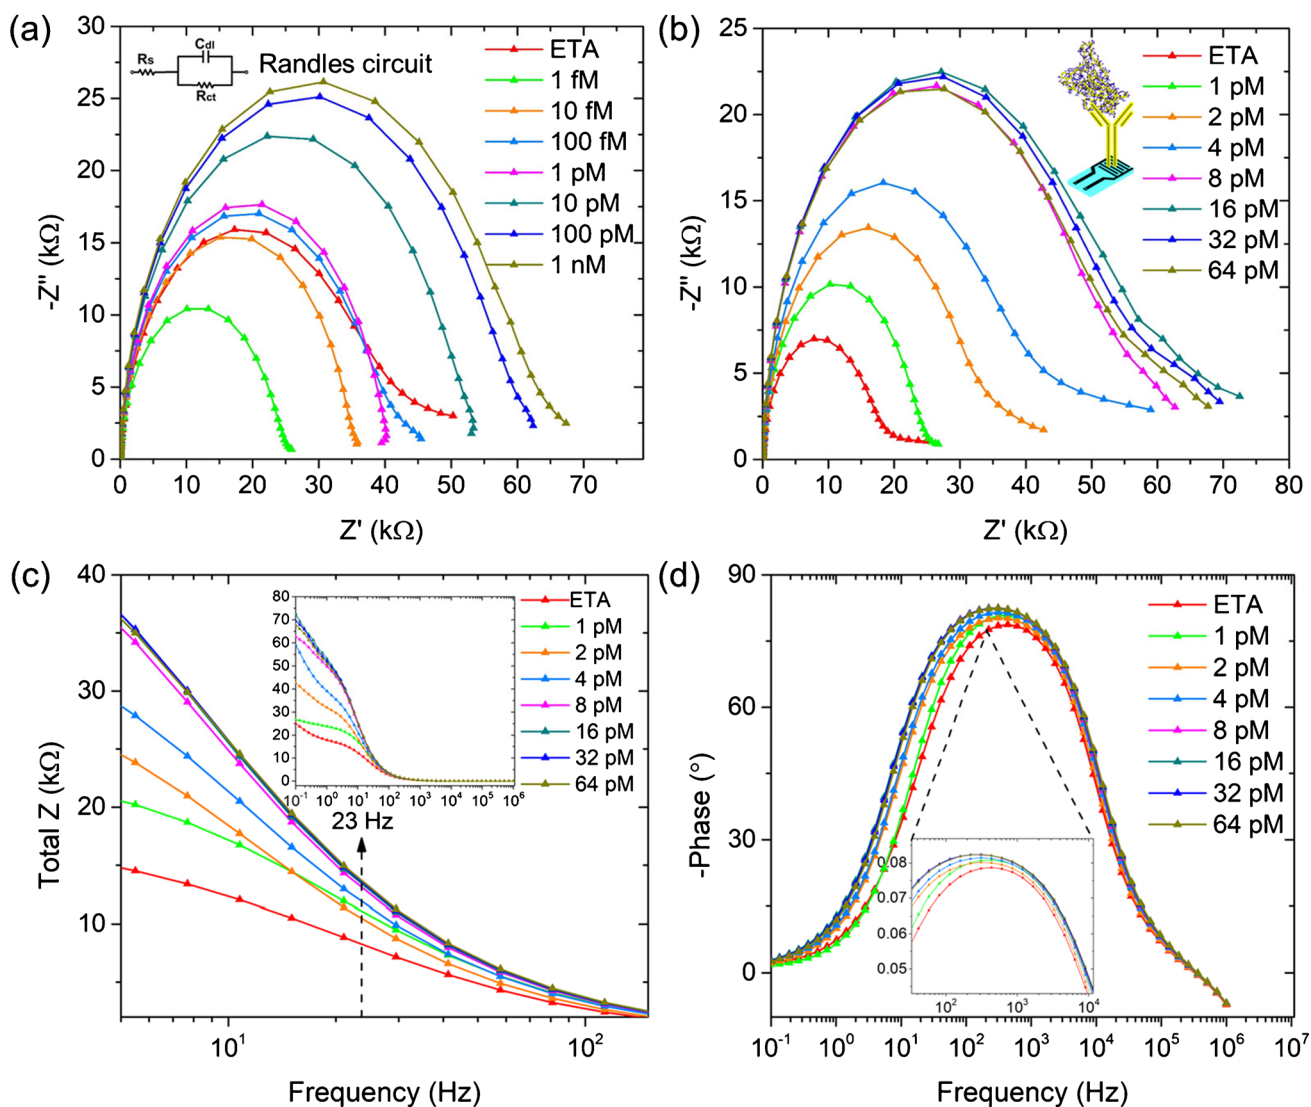 (a)
30
25
20
15
10
5
0
-Z" (kΩ)
0 10 20 30 40 50 60 70
Z' (kΩ)
Rs
Cdl
Rct
Randles circuit
ETA
1 fM
10 fM
100 fM
1 pM
10 pM
100 pM
1 nM
(b)
25
20
15
10
5
0
-Z" (kΩ)
0 10 20 30 40 50 60 70 80
Z' (kΩ)
ETA
1 pM
2 pM
4 pM
8 pM
16 pM
32 pM
64 pM
(c)
40
30
20
10
Total Z (kΩ)
10¹ 10²
Frequency (Hz)
80
70
60
50
40
30
20
10
0
10⁻¹ 10⁰ 10¹ 10² 10³ 10⁴ 10⁵ 10⁶
23 Hz
ETA
1 pM
2 pM
4 pM
8 pM
16 pM
32 pM
64 pM
(d)
90
60
30
0
-Phase (°)
10⁻¹ 10⁰ 10¹ 10² 10³ 10⁴ 10⁵ 10⁶ 10⁷
Frequency (Hz)
ETA
1 pM
2 pM
4 pM
8 pM
16 pM
32 pM
64 pM
0.08
0.07
0.06
0.05
10² 10³ 10⁴